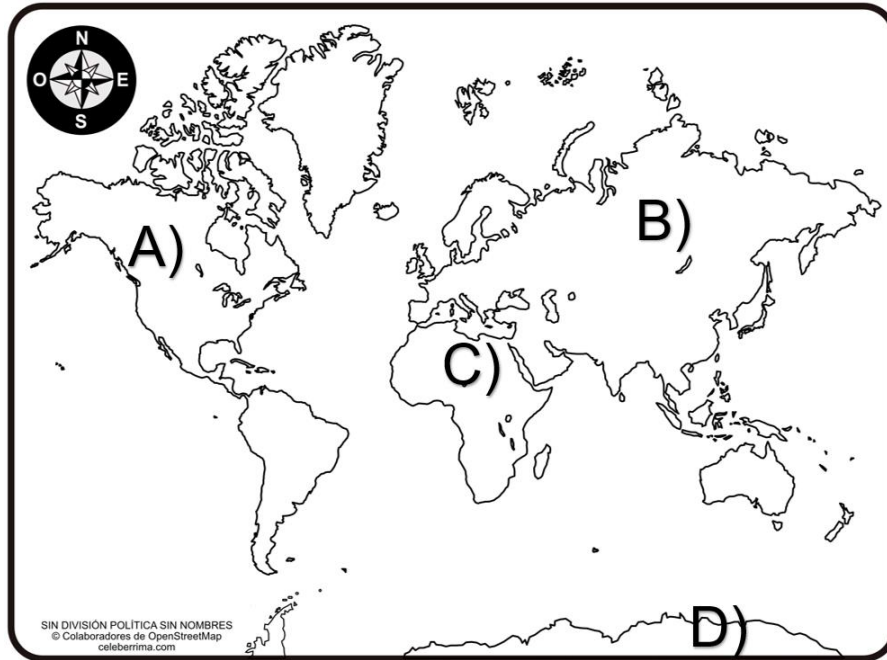 N
O
E
S
A)
B)
C)
D)
SIN DIVISIÓN POLÍTICA SIN NOMBRES
© Colaboradores de OpenStreetMap
celeberrima.com